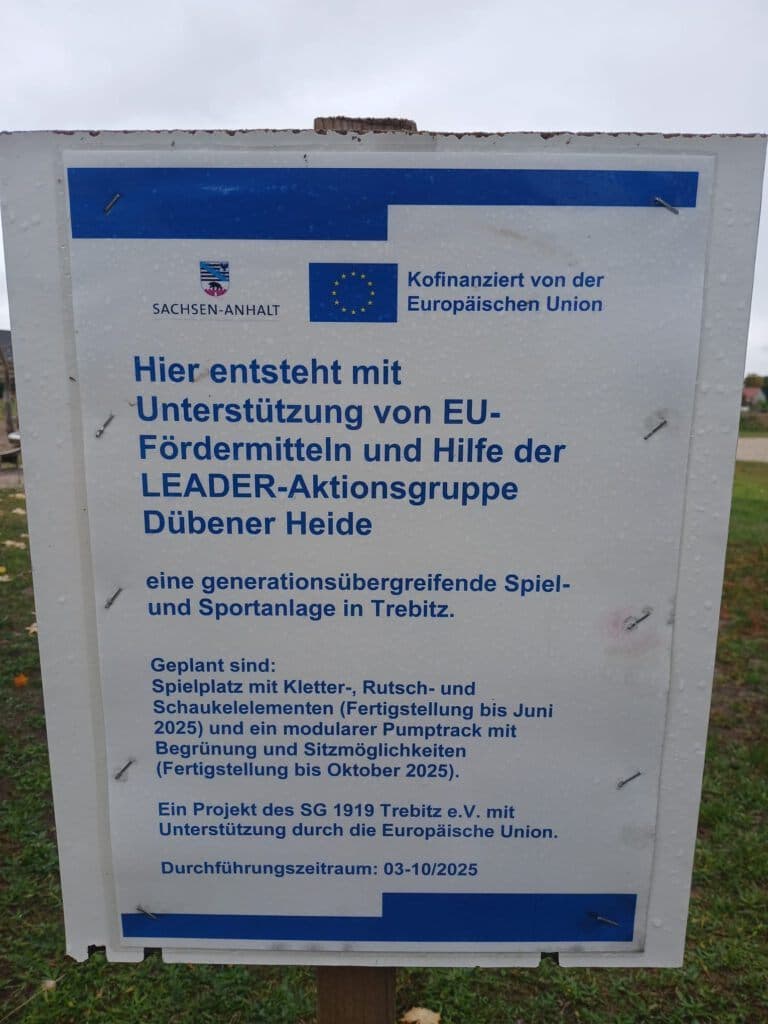 SACHSEN-ANHALT
Kofinanziert von der
Europäischen Union
Hier entsteht mit
Unterstützung von EU-
Fördermitteln und Hilfe der
LEADER-Aktionsgruppe
Dübener Heide
eine generationsübergreifende Spiel-
und Sportanlage in Trebitz.
Geplant sind:
Spielplatz mit Kletter-, Rutsch- und
Schaukelelementen (Fertigstellung bis Juni
2025) und ein modularer Pumptrack mit
Begrünung und Sitzmöglichkeiten
(Fertigstellung bis Oktober 2025).
Ein Projekt des SG 1919 Trebitz e.V. mit
Unterstützung durch die Europäische Union.
Durchführungszeitraum: 03-10/2025